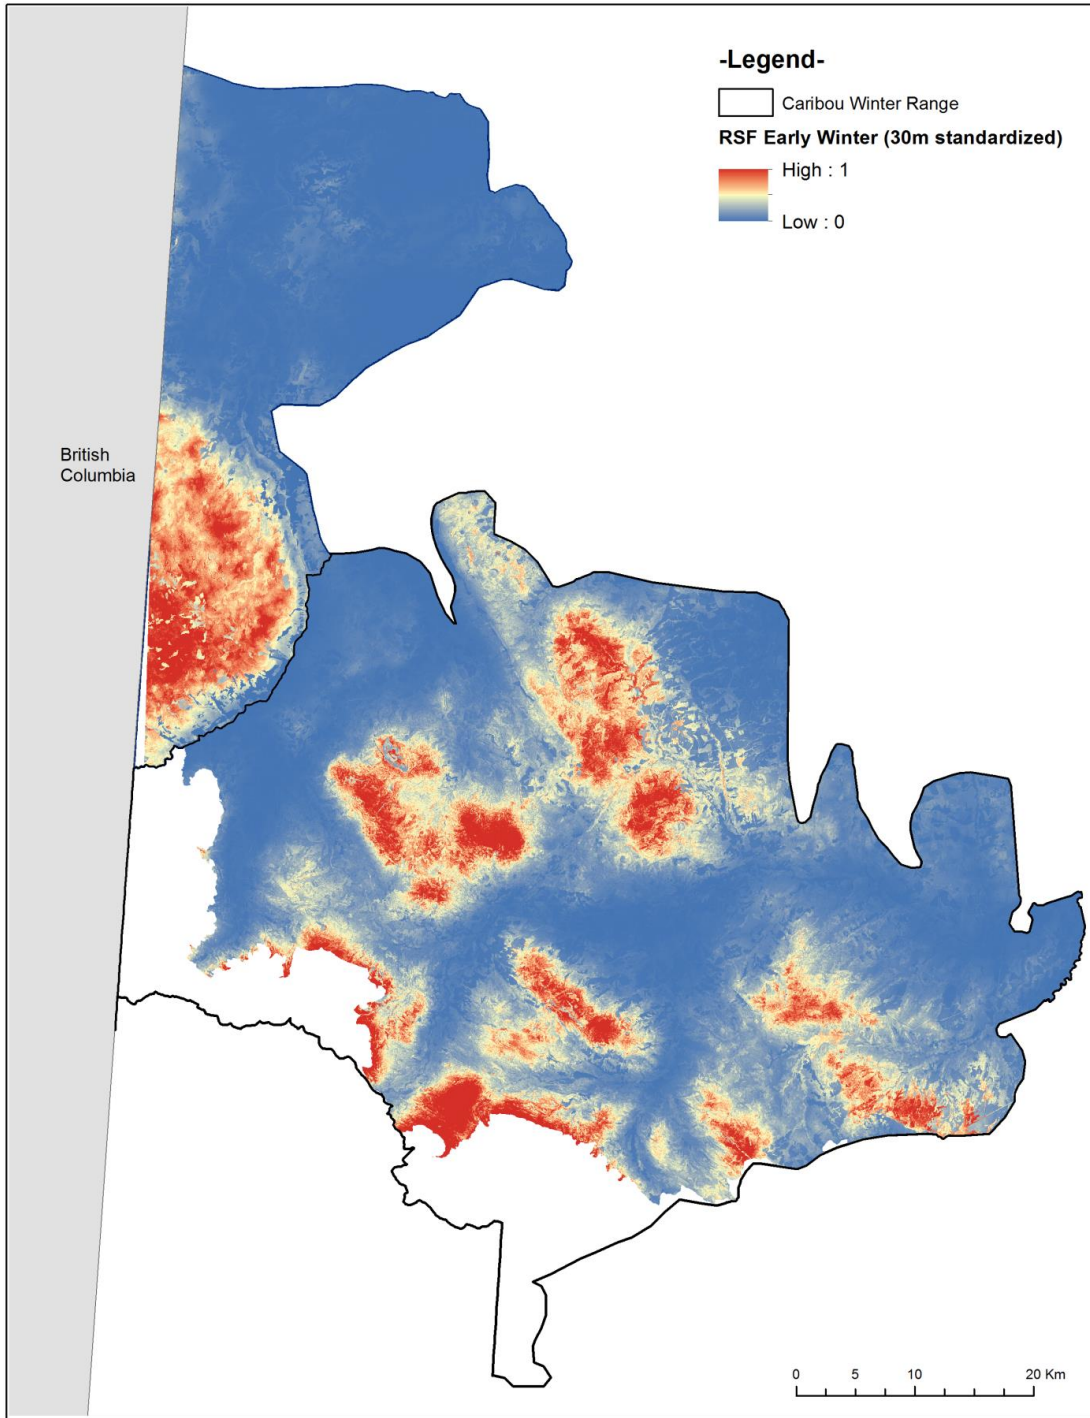 -Legend-
Caribou Winter Range
RSF Early Winter (30m standardized)
High : 1
Low : 0
British
Columbia
0 5 10 20 Km